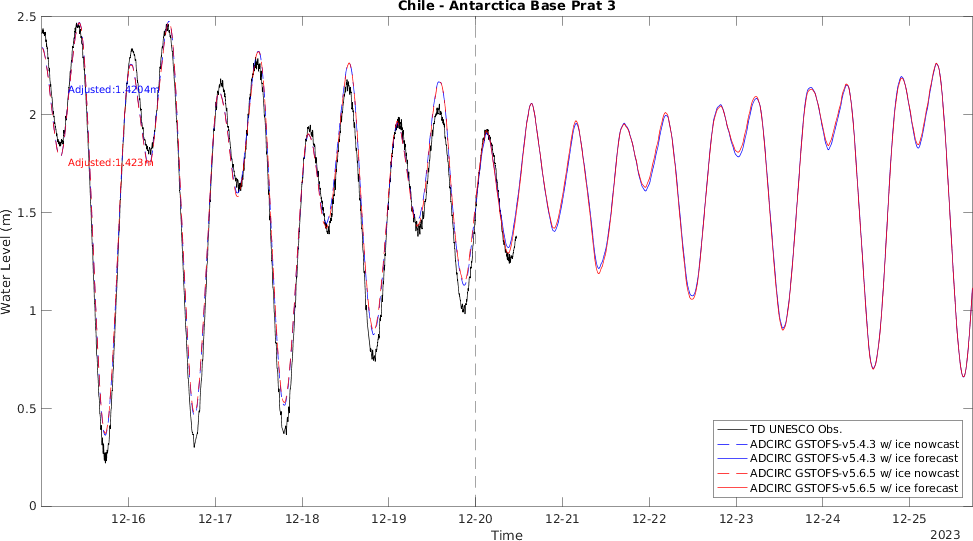 Chile - Antarctica Base Prat 3
2.5
2
1.5
1
0.5
0
Water Level (m)
Adjusted:1.4204m
Adjusted:1.423m
TD UNESCO Obs.
ADCIRC GSTOFS-v5.4.3 w/ ice nowcast
ADCIRC GSTOFS-v5.4.3 w/ ice forecast
ADCIRC GSTOFS-v5.6.5 w/ ice nowcast
ADCIRC GSTOFS-v5.6.5 w/ ice forecast
12-16 12-17 12-18 12-19 12-20 12-21 12-22 12-23 12-24 12-25
Time
2023